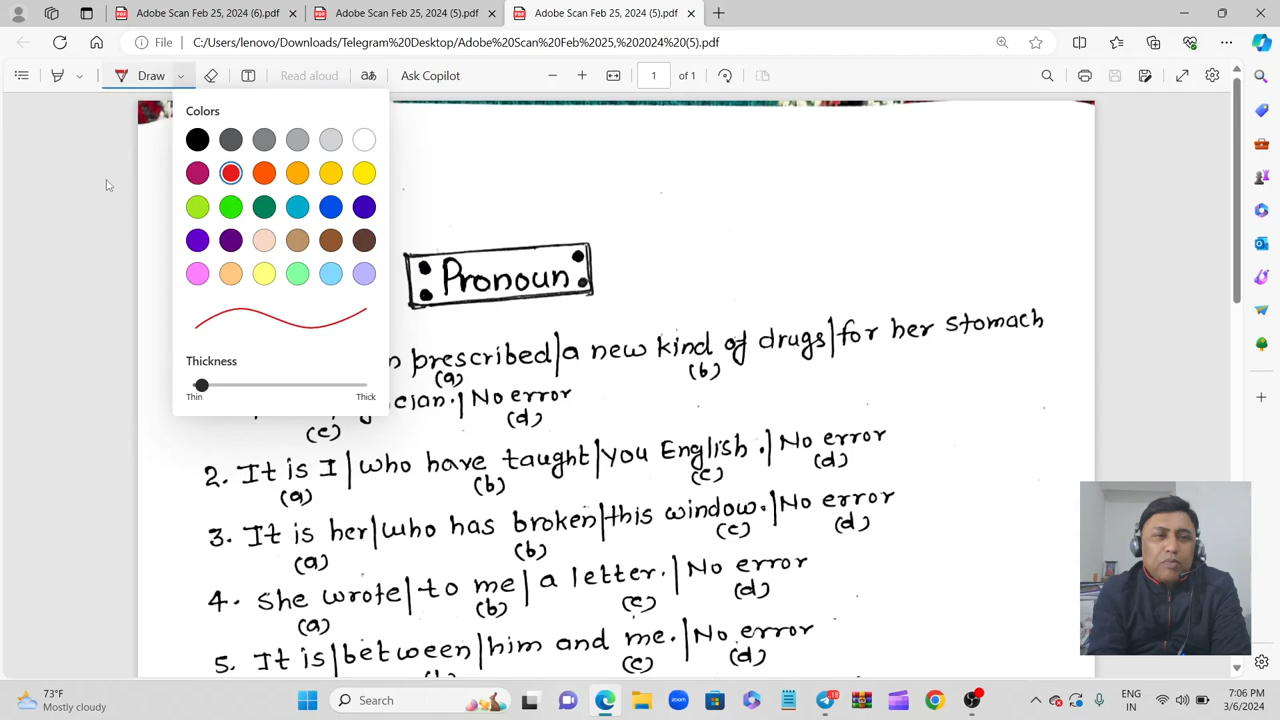 Adobe Scan Feb 25, 2024 (6).pdf
Adobe Scan Feb 25, 2024 (5).pdf
Adobe Scan Feb 25, 2024 (5).pdf
File
C:/Users/lenovo/Downloads/Telegram%20Desktop/Adobe%20Scan%20Feb%2025,%202024%20(5).pdf
Draw
Read aloud
Ask Copilot
1 of 1
Colors
Thickness
Thin Thick
Pronoun
prescribed|a new kind of drugs|for her stomach
(a) (b)
cian.|No error
(c) (d)
2. It is I|who have taught|you English.|No error
(a) (b) (c) (d)
3. It is her|who has broken|this window.|No error
(a) (b) (c) (d)
4. She wrote|to me|a letter.|No error
(a) (b) (c) (d)
5. It is|between|him and me.|No error
(c) (d)
73°F
Mostly cloudy
Search
18
ENG
IN
7:06 PM
3/6/2024